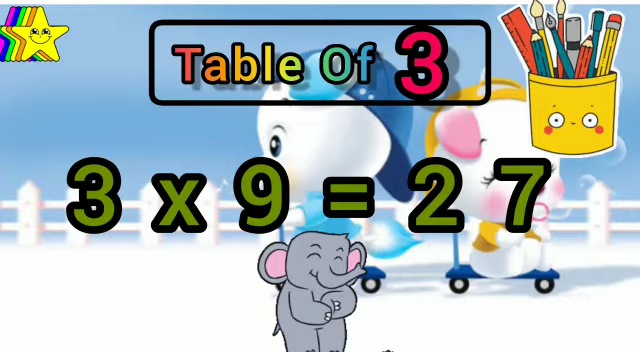 Table Of 3
3 x 9 = 2 7